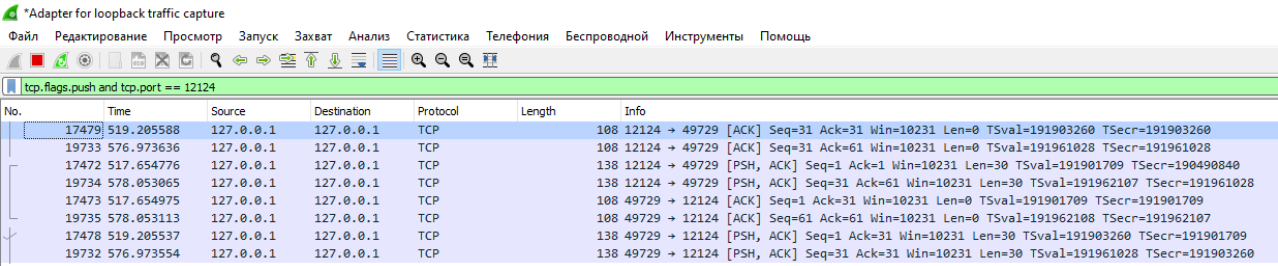 *Adapter for loopback traffic capture
Файл Редактирование Просмотр Запуск Захват Анализ Статистика Телефония Беспроводной Инструменты Помощь
tcp.flags.push and tcp.port == 12124
No. Time Source Destination Protocol Length Info
17479 519.205588 127.0.0.1 127.0.0.1 TCP 108 12124 → 49729 [ACK] Seq=31 Ack=31 Win=10231 Len=0 TSval=191903260 TSecr=191903260
19733 576.973636 127.0.0.1 127.0.0.1 TCP 108 12124 → 49729 [ACK] Seq=31 Ack=61 Win=10231 Len=0 TSval=191961028 TSecr=191961028
17472 517.654776 127.0.0.1 127.0.0.1 TCP 138 12124 → 49729 [PSH, ACK] Seq=1 Ack=1 Win=10231 Len=30 TSval=191901709 TSecr=190490840
19734 578.053065 127.0.0.1 127.0.0.1 TCP 138 12124 → 49729 [PSH, ACK] Seq=31 Ack=61 Win=10231 Len=30 TSval=191962107 TSecr=191961028
17473 517.654975 127.0.0.1 127.0.0.1 TCP 108 49729 → 12124 [ACK] Seq=1 Ack=31 Win=10231 Len=0 TSval=191901709 TSecr=191901709
19735 578.053113 127.0.0.1 127.0.0.1 TCP 108 49729 → 12124 [ACK] Seq=61 Ack=61 Win=10231 Len=0 TSval=191962108 TSecr=191962107
17478 519.205537 127.0.0.1 127.0.0.1 TCP 138 49729 → 12124 [PSH, ACK] Seq=1 Ack=31 Win=10231 Len=30 TSval=191903260 TSecr=191901709
19732 576.973554 127.0.0.1 127.0.0.1 TCP 138 49729 → 12124 [PSH, ACK] Seq=31 Ack=31 Win=10231 Len=30 TSval=191961028 TSecr=191903260